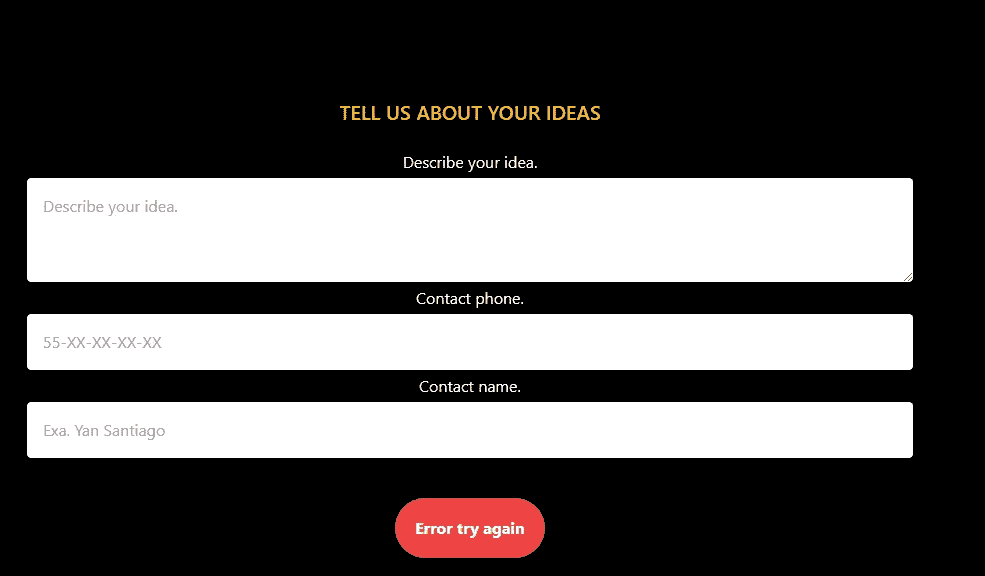 TELL US ABOUT YOUR IDEAS
Describe your idea.
Describe your idea.
Contact phone.
55-XX-XX-XX-XX
Contact name.
Exa. Yan Santiago
Error try again